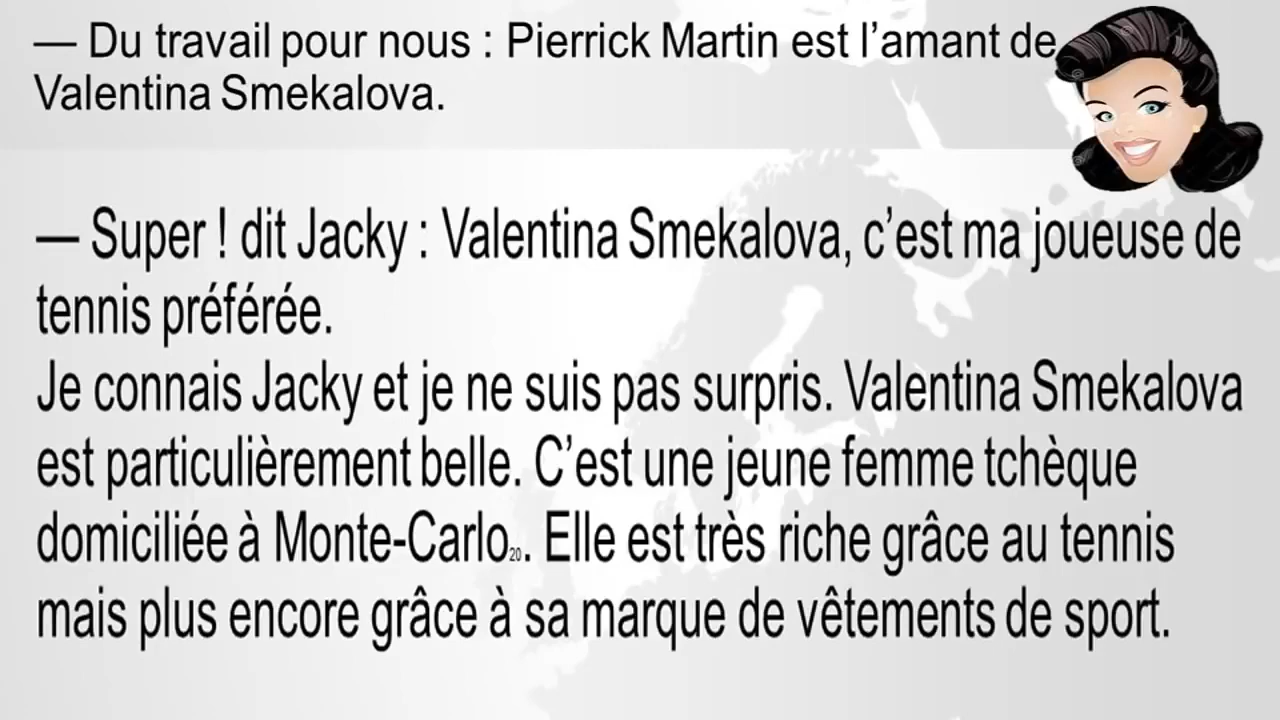 — Du travail pour nous : Pierrick Martin est l’amant de
Valentina Smekalova.
— Super ! dit Jacky : Valentina Smekalova, c’est ma joueuse de
tennis préférée.
Je connais Jacky et je ne suis pas surpris. Valentina Smekalova
est particulièrement belle. C’est une jeune femme tchèque
domiciliée à Monte-Carlo20. Elle est très riche grâce au tennis
mais plus encore grâce à sa marque de vêtements de sport.